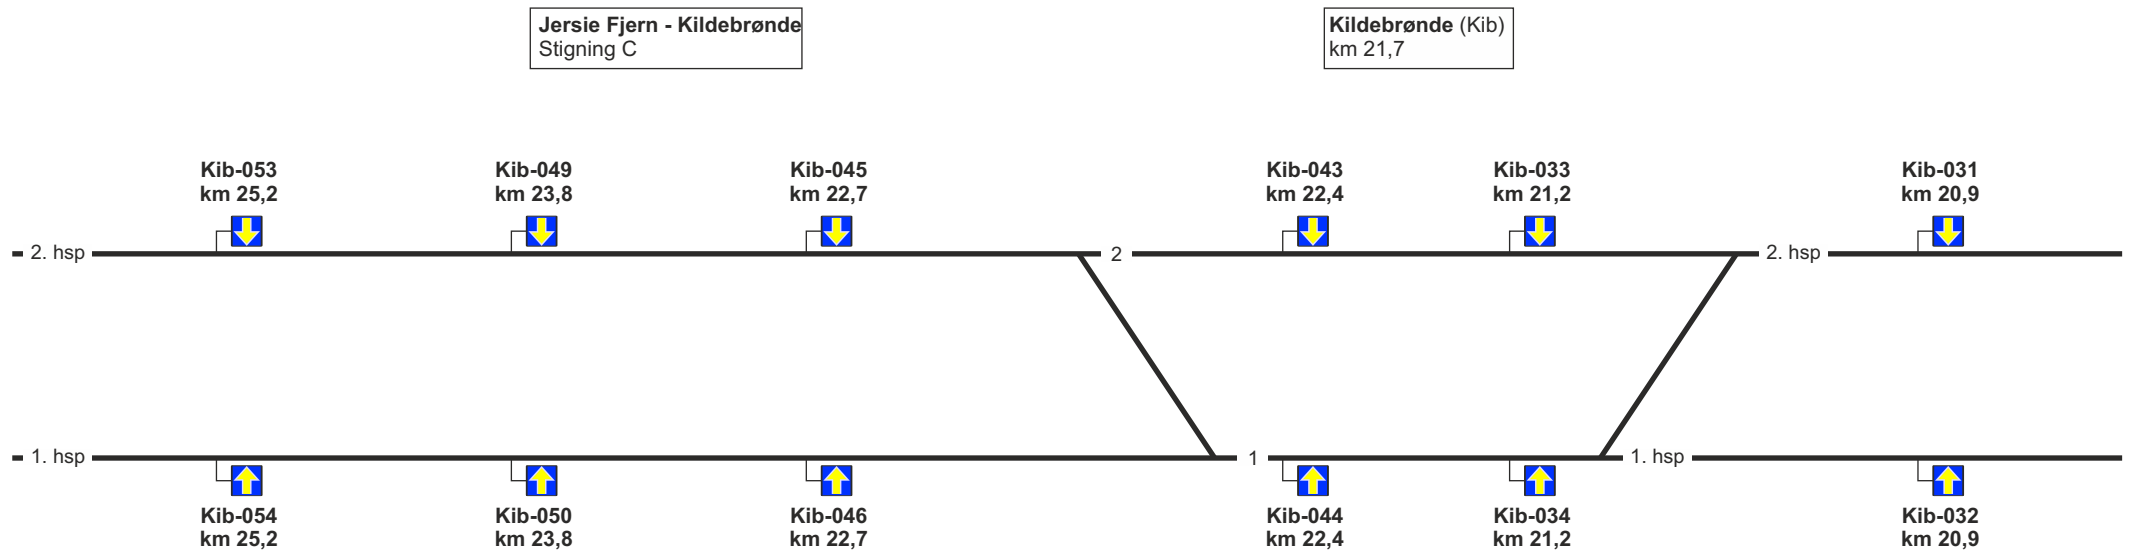 Jersie Fjern - Kildebrønde
Stigning C
Kildebrønde (Kib)
km 21,7
Kib-053
km 25,2
Kib-049
km 23,8
Kib-045
km 22,7
Kib-043
km 22,4
Kib-033
km 21,2
Kib-031
km 20,9
2. hsp
2
2. hsp
1. hsp
1
1. hsp
Kib-054
km 25,2
Kib-050
km 23,8
Kib-046
km 22,7
Kib-044
km 22,4
Kib-034
km 21,2
Kib-032
km 20,9